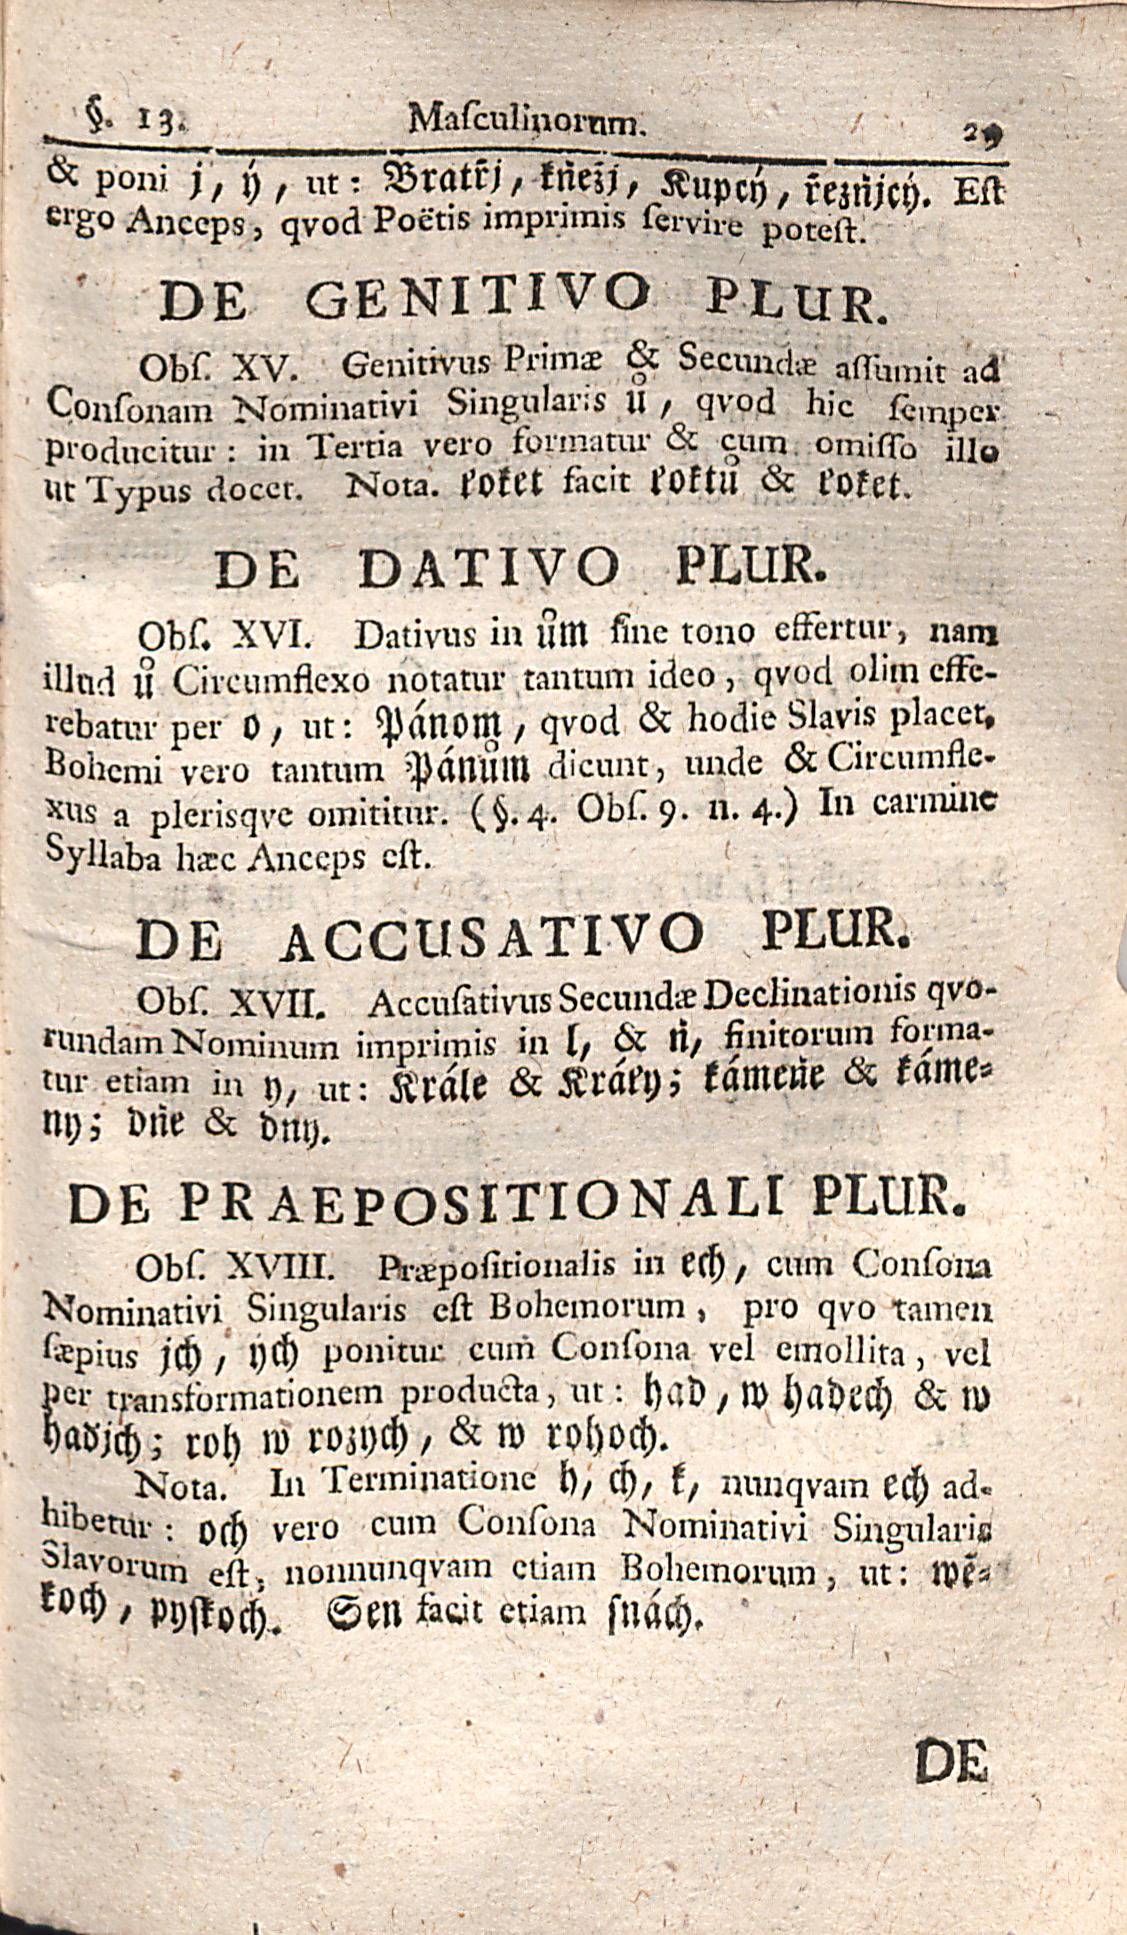 §. 13. Maſculinorum. 29
& poni j, ý, ut: Bratřj, kňežj, Kupcý, řezňjcý. Eſt
ergo Anceps, qvod Poëtis imprimis ſervire poteſt.
DE GENITIVO PLUR.
Obſ. XV. Genitivus Primæ & Secundæ aſſumit ad
Conſonam Nominativi Singularis ů, qvod hic ſemper
producitur: in Tertia vero formatur & cum omiſſo illo
ut Typus docet. Nota. loket facit loktů & loket.
DE DATIVO PLUR.
Obſ. XVI. Dativus in ům ſine tono effertur, nam
illud ů Circumflexo notatur tantum ideo, qvod olim effe-
rebatur per o, ut: Pánom, qvod & hodie Slavis placet.
Bohemi vero tantum Pánům dicunt, unde & Circumfle-
xus a plerisqve omititur. (§. 4. Obſ. 9. n. 4.) In carmine
Syllaba hæc Anceps eſt.
DE ACCUSATIVO PLUR.
Obſ. XVII. Accuſativus Secundæ Declinationis qvo-
rundam Nominum imprimis in l, & ň, finitorum forma-
tur etiam in y, ut: Krále & Krály; kámeňe & káme-
ny; dňe & dny.
DE PRAEPOSITIONALI PLUR.
Obſ. XVIII. Præpoſitionalis in ech, cum Conſona
Nominativi Singularis eſt Bohemorum, pro qvo tamen
ſæpius jch, ých ponitur cum Conſona vel emollita, vel
per transformationem producta, ut: had, w hadech & w
haďjch; roh w rozých, & w rohoch.
Nota. In Terminatione h, ch, k, nunqvam ech ad-
hibetur: och vero cum Conſona Nominativi Singularis
Slavorum eſt, nonnunqvam etiam Bohemorum, ut: wě-
koch, pyſkoch. Sen facit etiam ſnách.
DE